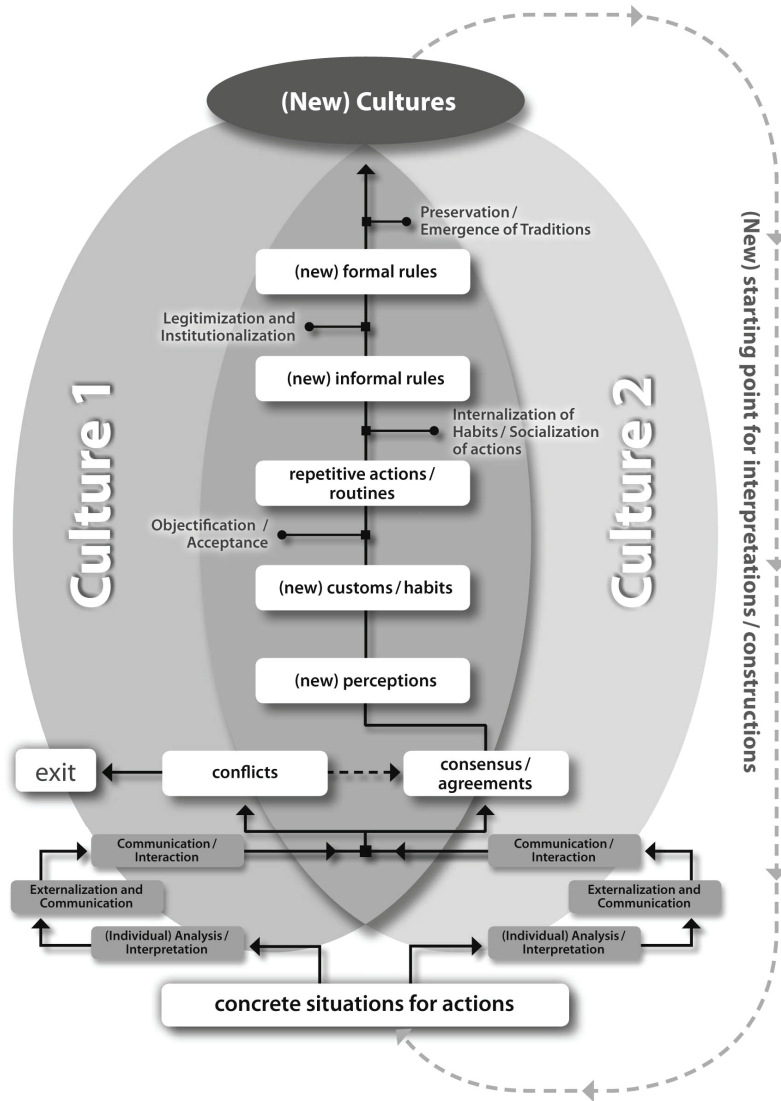 (New) Cultures
Preservation /
Emergence of Traditions
(new) formal rules
Legitimization and
Institutionalization
(new) informal rules
Internalization of
Habits / Socialization
of actions
repetitive actions /
routines
Objectification /
Acceptance
(new) customs / habits
(new) perceptions
Culture 1
Culture 2
(New) starting point for interpretations / constructions
exit
conflicts
consensus /
agreements
Communication /
Interaction
Communication /
Interaction
Externalization and
Communication
Externalization and
Communication
(Individual) Analysis /
Interpretation
(Individual) Analysis /
Interpretation
concrete situations for actions